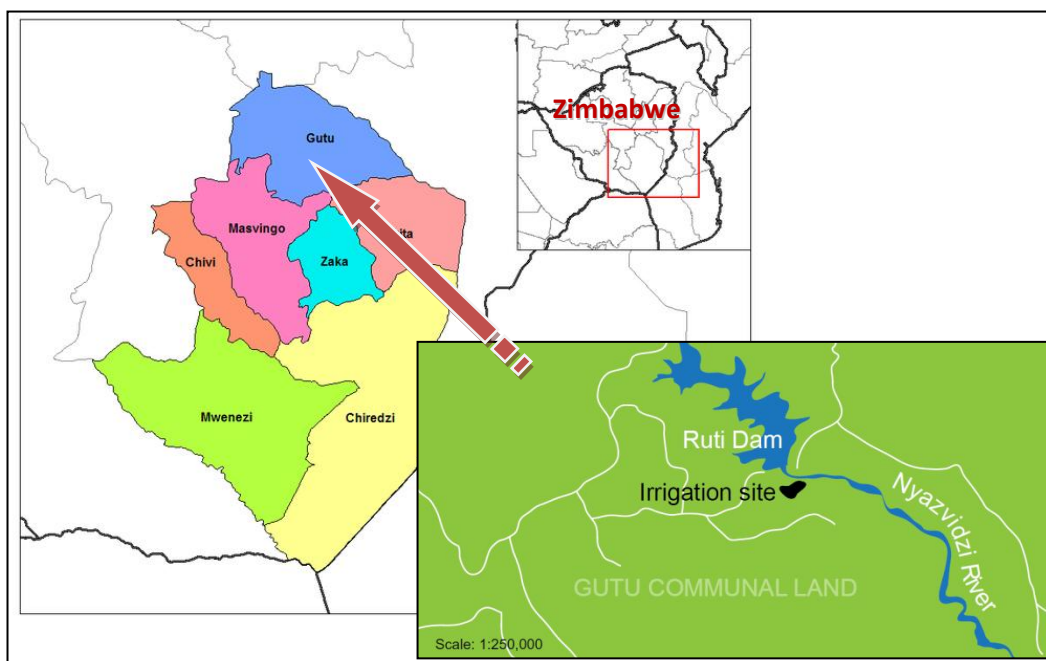 Zimbabwe
Gutu
Masvingo
ita
Chivi
Zaka
Mwenezi
Chiredzi
Ruti Dam
Irrigation site
Nyazvidzi River
GUTU COMMUNAL LAND
Scale: 1:250,000